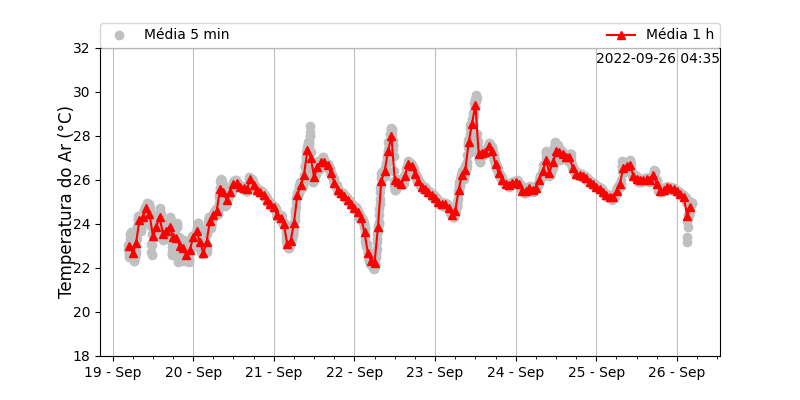 Média 5 min
Média 1 h
2022-09-26 04:35
Temperatura do Ar (°C)
32
30
28
26
24
22
20
18
19 - Sep
20 - Sep
21 - Sep
22 - Sep
23 - Sep
24 - Sep
25 - Sep
26 - Sep